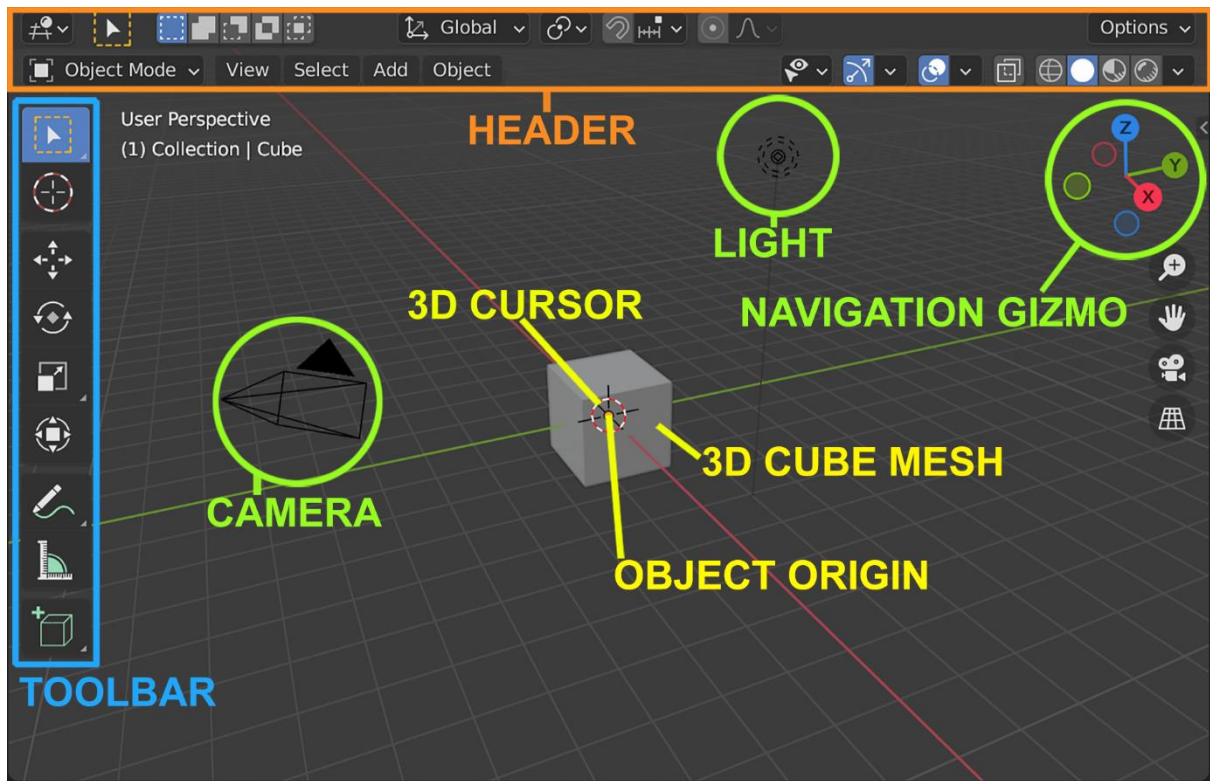 Global
Options
Object Mode View Select Add Object
HEADER
User Perspective
(1) Collection | Cube
Z
Y
X
LIGHT
3D CURSOR
NAVIGATION GIZMO
3D CUBE MESH
CAMERA
OBJECT ORIGIN
TOOLBAR